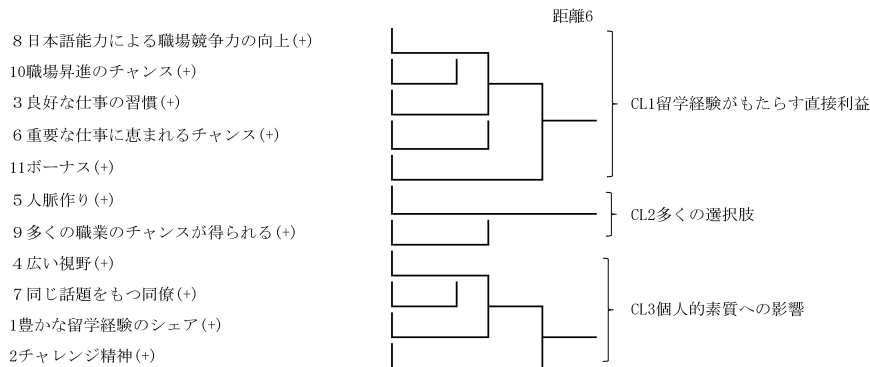 距離6
8日本語能力による職場競争力の向上(+)
10職場昇進のチャンス(+)
3良好な仕事の習慣(+)
CL1留学経験がもたらす直接利益
6重要な仕事に恵まれるチャンス(+)
11ボーナス(+)
5人脈作り(+)
CL2多くの選択肢
9多くの職業のチャンスが得られる(+)
4広い視野(+)
7同じ話題をもつ同僚(+)
CL3個人的素質への影響
1豊かな留学経験のシェア(+)
2チャレンジ精神(+)